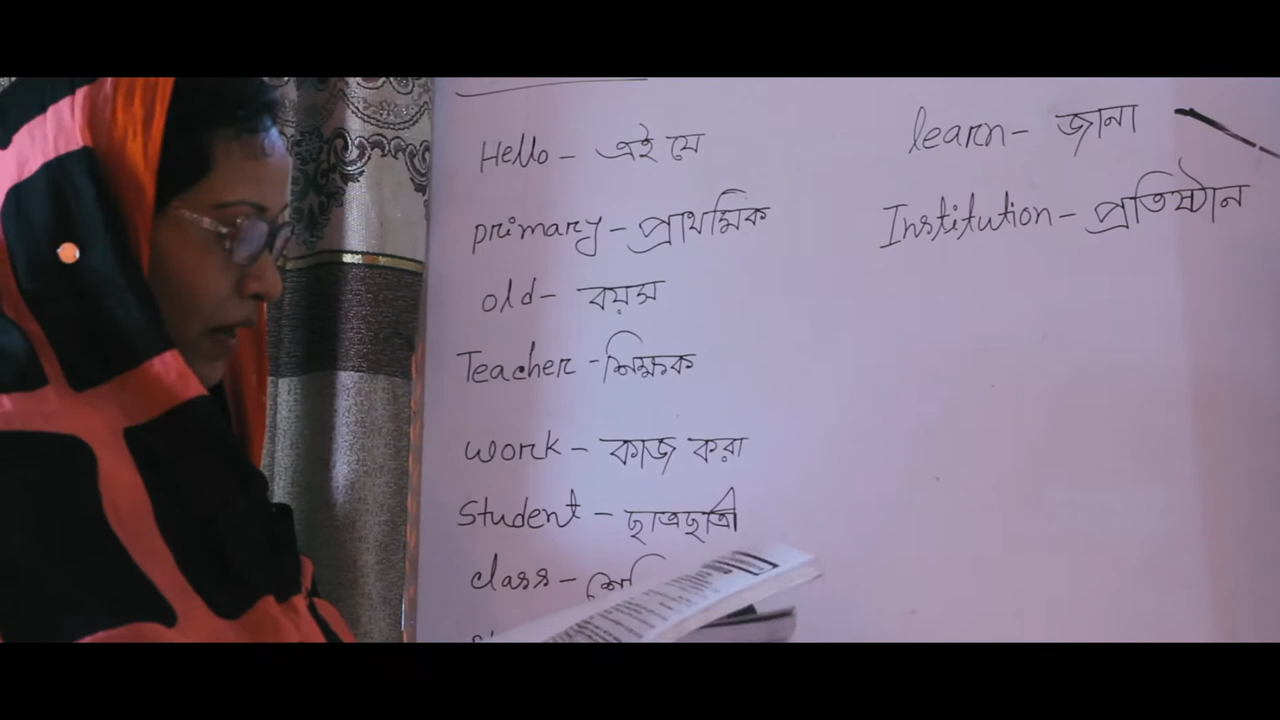 Hello - এই যে
primary - প্রাথমিক
old - বয়স
Teacher - শিক্ষক
work - কাজ করা
student - ছাত্রছাত্রী
class -
learn - জানা
Institution - প্রতিষ্ঠান